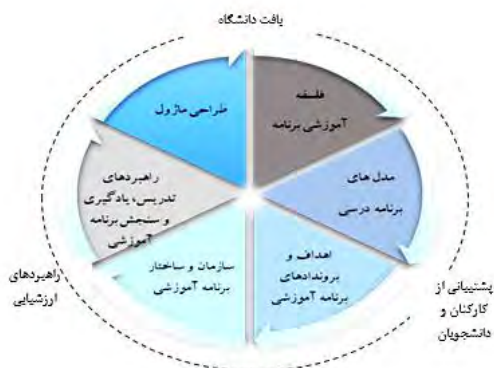 یافت دانشگاه
فلسفه
آموزشی برنامه
مدل های
برنامه درسی
اهداف و
بروندادهای
برنامه آموزشی
سازمان و ساختار
برنامه آموزشی
راهبردهای
تدریس، یادگیری
و سنجش برنامه
آموزشی
طراحی ماژول
پشتیبانی از
کارکنان و
دانشجویان
راهبردهای
ارزشیابی